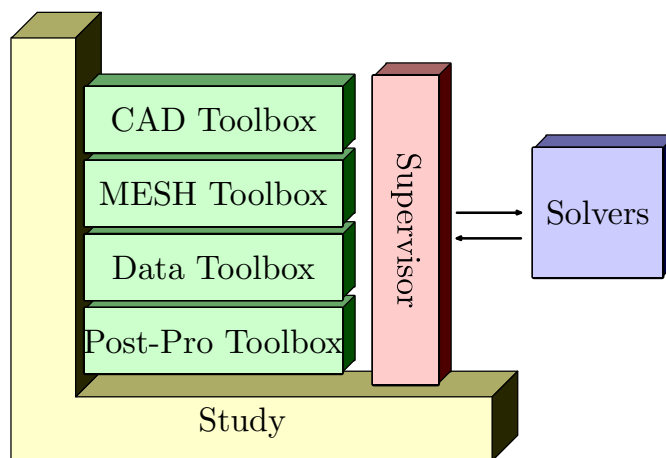 CAD Toolbox
MESH Toolbox
Data Toolbox
Post-Pro Toolbox
Supervisor
Solvers
Study